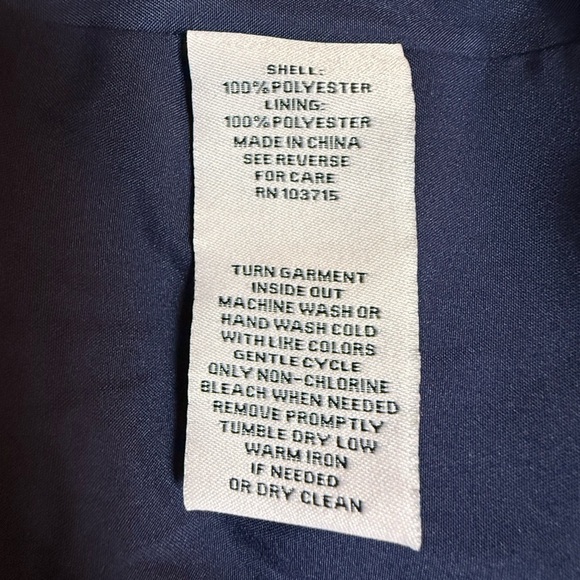 SHELL:
100% POLYESTER
LINING:
100% POLYESTER
MADE IN CHINA
SEE REVERSE
FOR CARE
RN 103715
TURN GARMENT
INSIDE OUT
MACHINE WASH OR
HAND WASH COLD
WITH LIKE COLORS
GENTLE CYCLE
ONLY NON-CHLORINE
BLEACH WHEN NEEDED
REMOVE PROMPTLY
TUMBLE DRY LOW
WARM IRON
IF NEEDED
OR DRY CLEAN